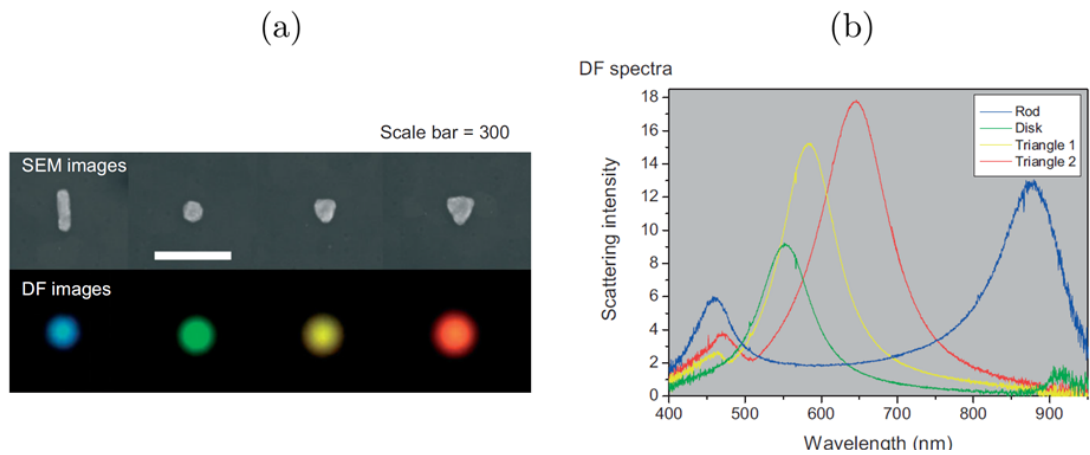 (a)
Scale bar = 300
SEM images
DF images
(b)
DF spectra
Scattering intensity
18
16
14
12
10
8
6
4
2
0
400 500 600 700 800 900
Wavelength (nm)
Rod
Disk
Triangle 1
Triangle 2